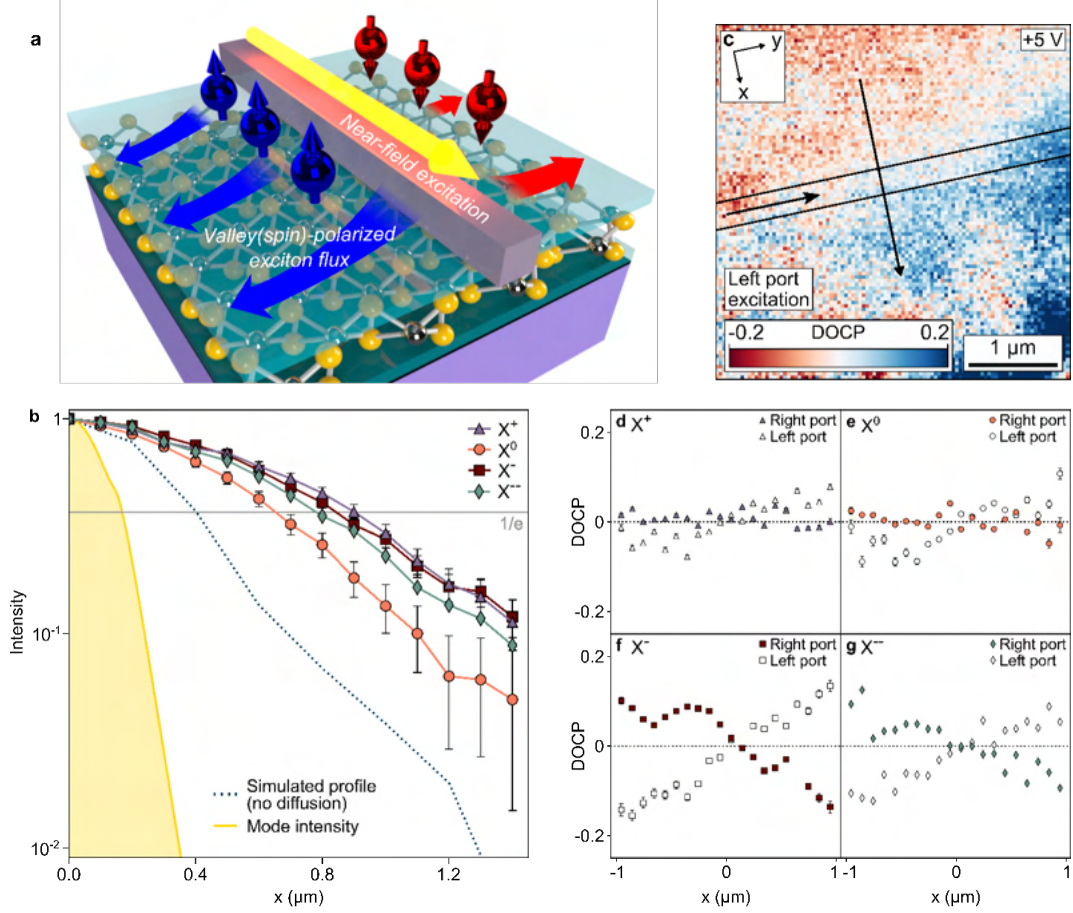 a
Near-field excitation
Valley(spin)-polarized
exciton flux
c
y
x
+5 V
Left port
excitation
-0.2 DOCP 0.2
1 μm
b
1
10⁻¹
10⁻²
Intensity
X⁺
X⁰
X⁻
X⁻⁻
1/e
Simulated profile
(no diffusion)
Mode intensity
0.0 0.4 0.8 1.2
x (μm)
d X⁺
Right port
Left port
e X⁰
Right port
Left port
0.2
0
-0.2
DOCP
f X⁻
Right port
Left port
g X⁻⁻
Right port
Left port
0.2
0
-0.2
DOCP
-1 0 1 -1 0 1
x (μm) x (μm)